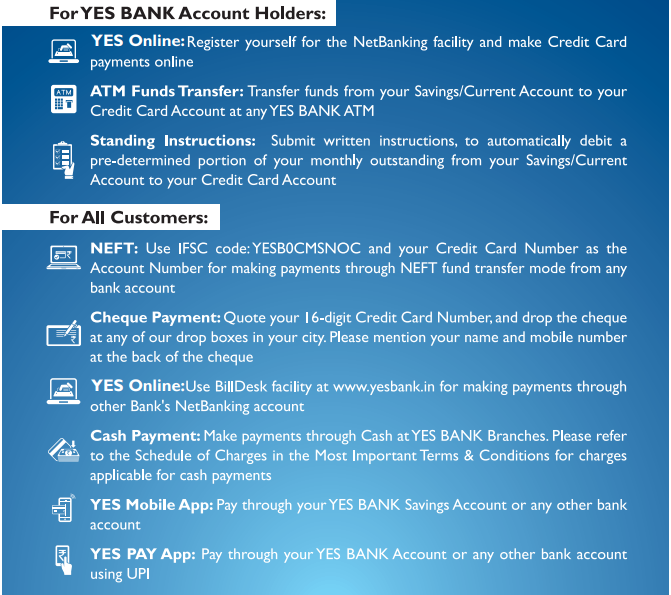 For YES BANK Account Holders:
YES Online: Register yourself for the NetBanking facility and make Credit Card
payments online
ATM
ATM Funds Transfer: Transfer funds from your Savings/Current Account to your
Credit Card Account at any YES BANK ATM
Standing Instructions: Submit written instructions, to automatically debit a
pre-determined portion of your monthly outstanding from your Savings/Current
Account to your Credit Card Account
For All Customers:
NEFT: Use IFSC code: YESB0CMSNOC and your Credit Card Number as the
Account Number for making payments through NEFT fund transfer mode from any
bank account
Cheque Payment: Quote your 16-digit Credit Card Number, and drop the cheque
at any of our drop boxes in your city. Please mention your name and mobile number
at the back of the cheque
YES Online: Use BillDesk facility at www.yesbank.in for making payments through
other Bank's NetBanking account
Cash Payment: Make payments through Cash at YES BANK Branches. Please refer
to the Schedule of Charges in the Most Important Terms & Conditions for charges
applicable for cash payments
YES Mobile App: Pay through your YES BANK Savings Account or any other bank
account
YES PAY App: Pay through your YES BANK Account or any other bank account
using UPI